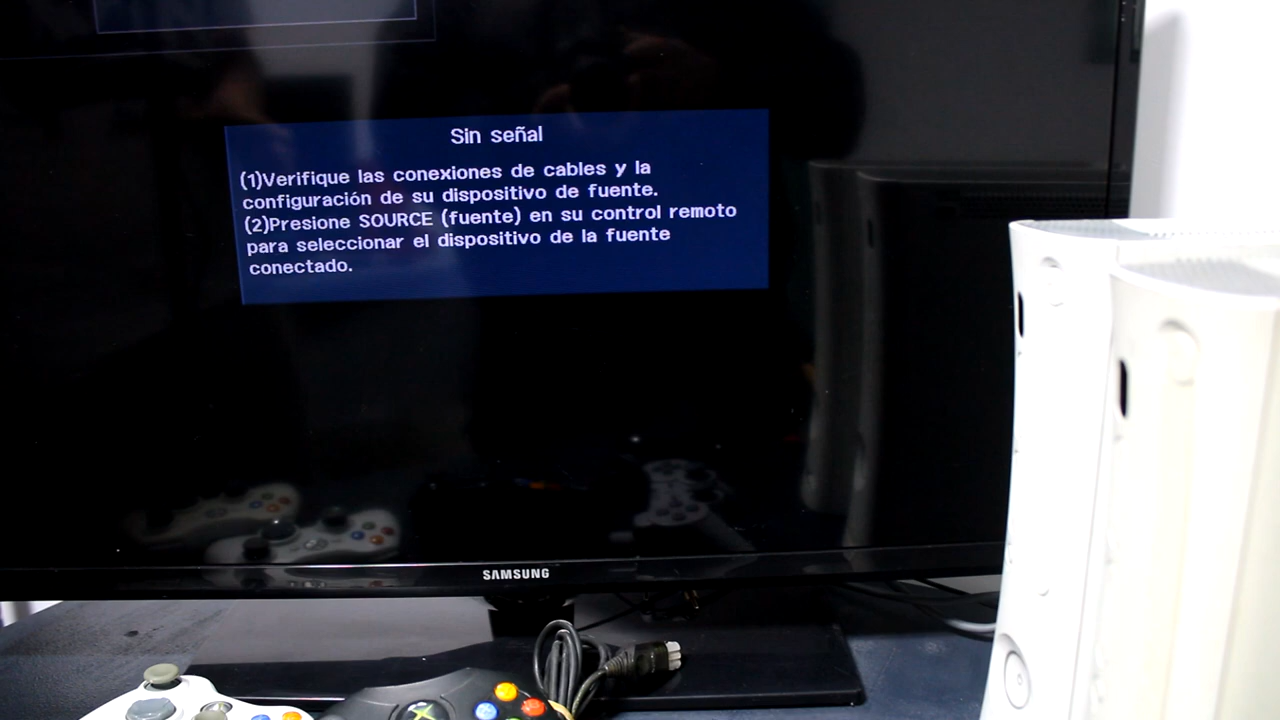 Sin señal
(1)Verifique las conexiones de cables y la
configuración de su dispositivo de fuente.
(2)Presione SOURCE (fuente) en su control remoto
para seleccionar el dispositivo de la fuente
conectado.
SAMSUNG